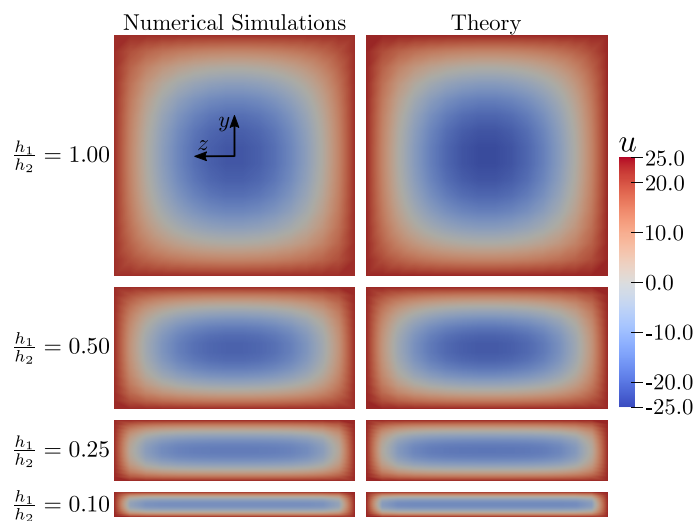 Numerical Simulations Theory
y
z
h₁/h₂ = 1.00
u
25.0
20.0
10.0
0.0
-10.0
-20.0
-25.0
h₁/h₂ = 0.50
h₁/h₂ = 0.25
h₁/h₂ = 0.10